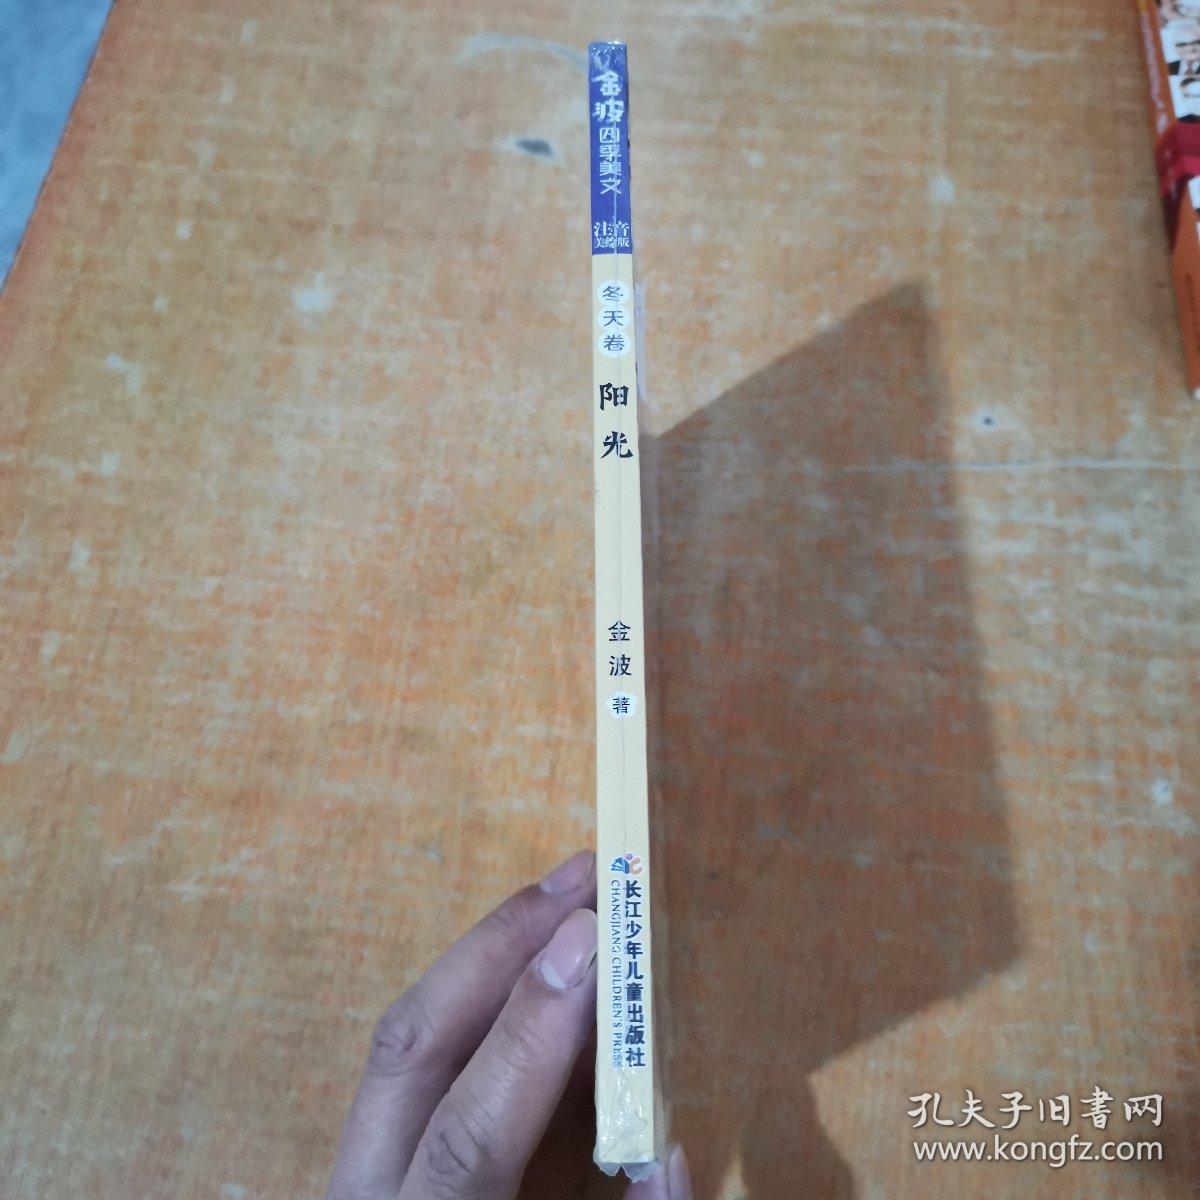 金波四季美文
注音
美绘版
冬天卷
阳光
金波著
长江少年儿童出版社
CHANGJIANG CHILDREN'S PRESS
孔夫子旧書网
www.kongfz.com